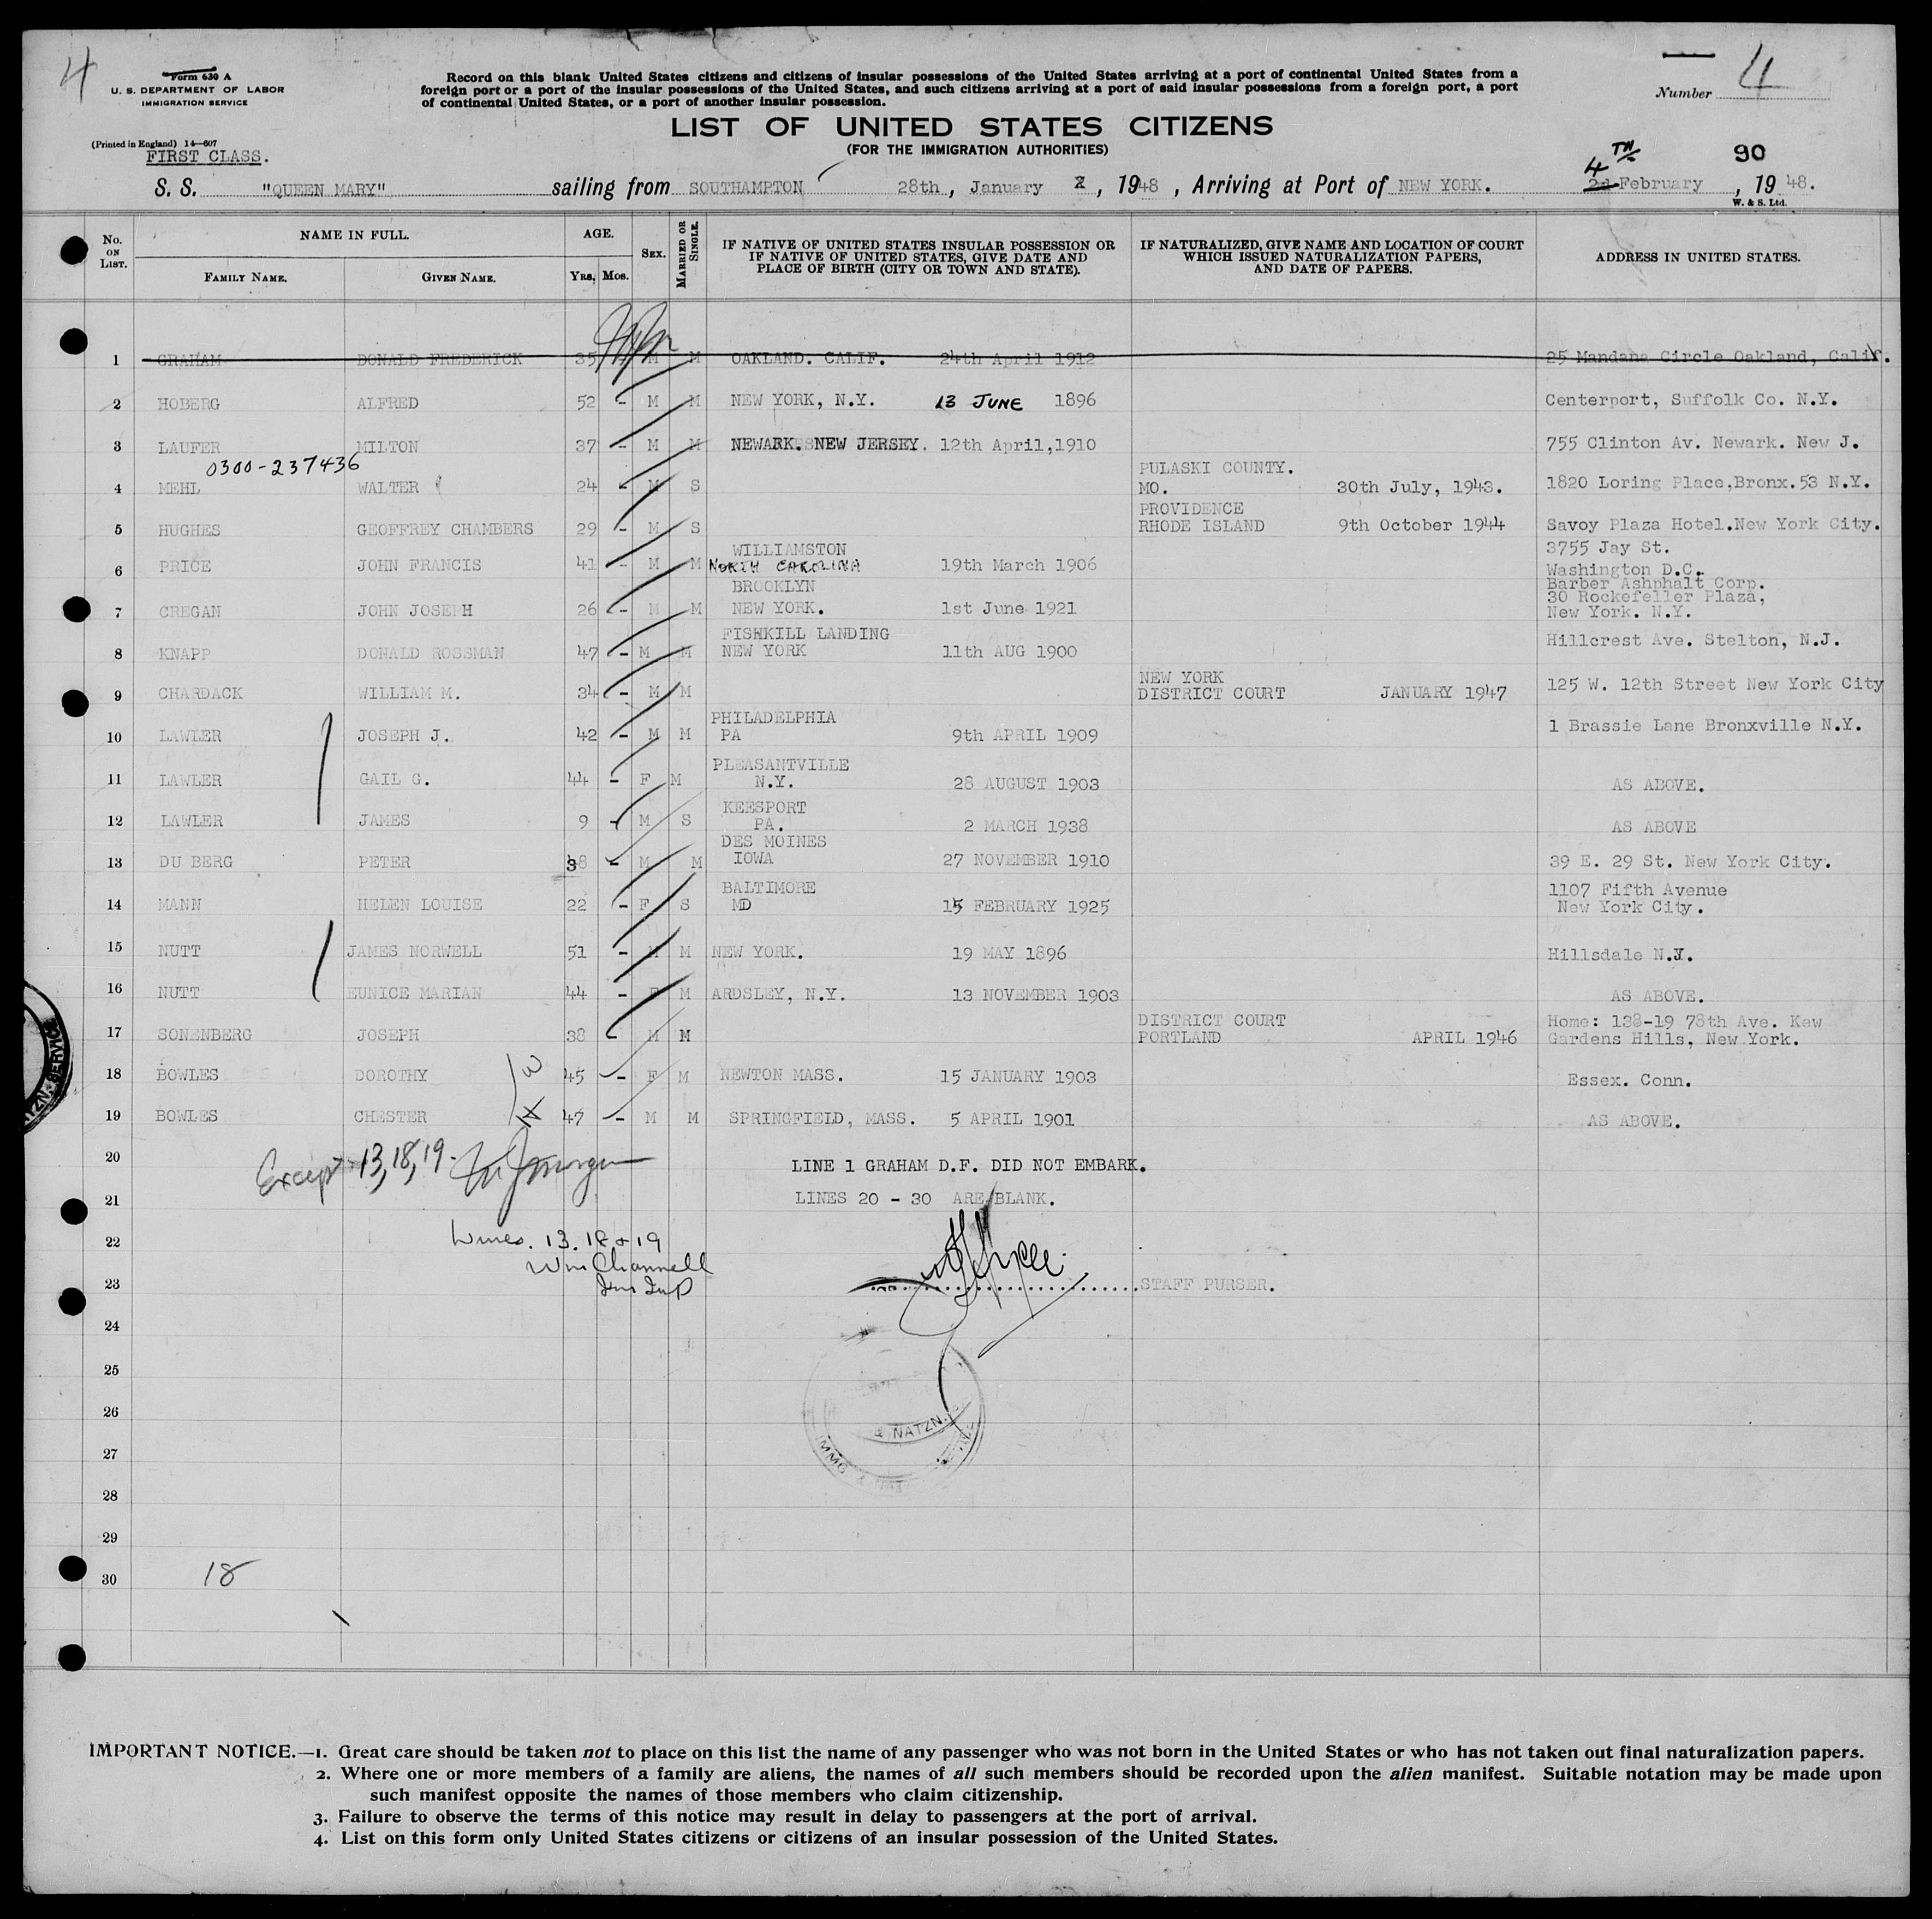 4
Form 630 A
U. S. DEPARTMENT OF LABOR
IMMIGRATION SERVICE
(Printed in England) 14—607
Record on this blank United States citizens and citizens of insular possessions of the United States arriving at a port of continental United States from a
foreign port or a port of the insular possessions of the United States, and such citizens arriving at a port of said insular possessions from a foreign port, a port
of continental United States, or a port of another insular possession.
Number 4
LIST OF UNITED STATES CITIZENS
(FOR THE IMMIGRATION AUTHORITIES)
FIRST CLASS.
4TH 90
S. S. "QUEEN MARY" sailing from SOUTHAMPTON 28th, January, 1948, Arriving at Port of NEW YORK. 2d February, 1948.
W. & S. Ltd.
No. ON LIST. NAME IN FULL. FAMILY NAME. GIVEN NAME. AGE. Yrs. Mos. SEX. MARRIED OR SINGLE. IF NATIVE OF UNITED STATES INSULAR POSSESSION OR IF NATIVE OF UNITED STATES, GIVE DATE AND PLACE OF BIRTH (CITY OR TOWN AND STATE). IF NATURALIZED, GIVE NAME AND LOCATION OF COURT WHICH ISSUED NATURALIZATION PAPERS, AND DATE OF PAPERS. ADDRESS IN UNITED STATES.
1 GRAHAM DONALD FREDERICK 35 - M M OAKLAND. CALIF. 24th April 1912 25 Mandana Circle Oakland, Calif.
2 HOBERG ALFRED 52 - M M NEW YORK, N.Y. 13 JUNE 1896 Centerport, Suffolk Co. N.Y.
3 LAUFER MILTON 37 - M M NEWARK. NEW JERSEY. 12th April,1910 755 Clinton Av. Newark. New J.
0300-237436
4 MEHL WALTER 24 - M S PULASKI COUNTY. MO. 30th July, 1943. 1820 Loring Place,Bronx.53 N.Y.
5 HUGHES GEOFFREY CHAMBERS 29 - M S PROVIDENCE RHODE ISLAND 9th October 1944 Savoy Plaza Hotel.New York City.
6 PRICE JOHN FRANCIS 41 - M M WILLIAMSTON NORTH CAROLINA 19th March 1906 3755 Jay St. Washington D.C.
7 CREGAN JOHN JOSEPH 26 - M M BROOKLYN NEW YORK. 1st June 1921 Barber Ashphalt Corp. 30 Rockefeller Plaza, New York. N.Y.
8 KNAPP DONALD ROSSMAN 47 - M M FISHKILL LANDING NEW YORK 11th AUG 1900 Hillcrest Ave. Stelton, N.J.
9 CHARDACK WILLIAM M. 34 - M M NEW YORK DISTRICT COURT JANUARY 1947 125 W. 12th Street New York City
10 LAWLER JOSEPH J. 42 - M M PHILADELPHIA PA 9th APRIL 1909 1 Brassie Lane Bronxville N.Y.
11 LAWLER GAIL G. 44 - F M PLEASANTVILLE N.Y. 28 AUGUST 1903 AS ABOVE.
12 LAWLER JAMES 9 - M S KEESPORT PA. 2 MARCH 1938 AS ABOVE
13 DU BERG PETER 38 - M M DES MOINES IOWA 27 NOVEMBER 1910 39 E. 29 St. New York City.
14 MANN HELEN LOUISE 22 - F S BALTIMORE MD 15 FEBRUARY 1925 1107 Fifth Avenue New York City.
15 NUTT JAMES NORWELL 51 - M M NEW YORK. 19 MAY 1896 Hillsdale N.J.
16 NUTT EUNICE MARIAN 44 - F M ARDSLEY, N.Y. 13 NOVEMBER 1903 AS ABOVE.
17 SONENBERG JOSEPH 38 M M DISTRICT COURT PORTLAND APRIL 1946 Home: 138-19 78th Ave. Kew Gardens Hills, New York.
18 BOWLES DOROTHY 45 - F M NEWTON MASS. 15 JANUARY 1903 Essex. Conn.
19 BOWLES CHESTER 47 - M M SPRINGFIELD, MASS. 5 APRIL 1901 AS ABOVE.
20 Except 13, 18, 19. LINE 1 GRAHAM D.F. DID NOT EMBARK.
21 LINES 20 - 30 ARE BLANK.
22 Lines. 13. 18 & 19
Wm Channell
23 Imm Insp STAFF PURSER.
24
25
26
& NATZN.
27
28
29
30 18
IMPORTANT NOTICE.—1. Great care should be taken not to place on this list the name of any passenger who was not born in the United States or who has not taken out final naturalization papers.
2. Where one or more members of a family are aliens, the names of all such members should be recorded upon the alien manifest. Suitable notation may be made upon
such manifest opposite the names of those members who claim citizenship.
3. Failure to observe the terms of this notice may result in delay to passengers at the port of arrival.
4. List on this form only United States citizens or citizens of an insular possession of the United States.